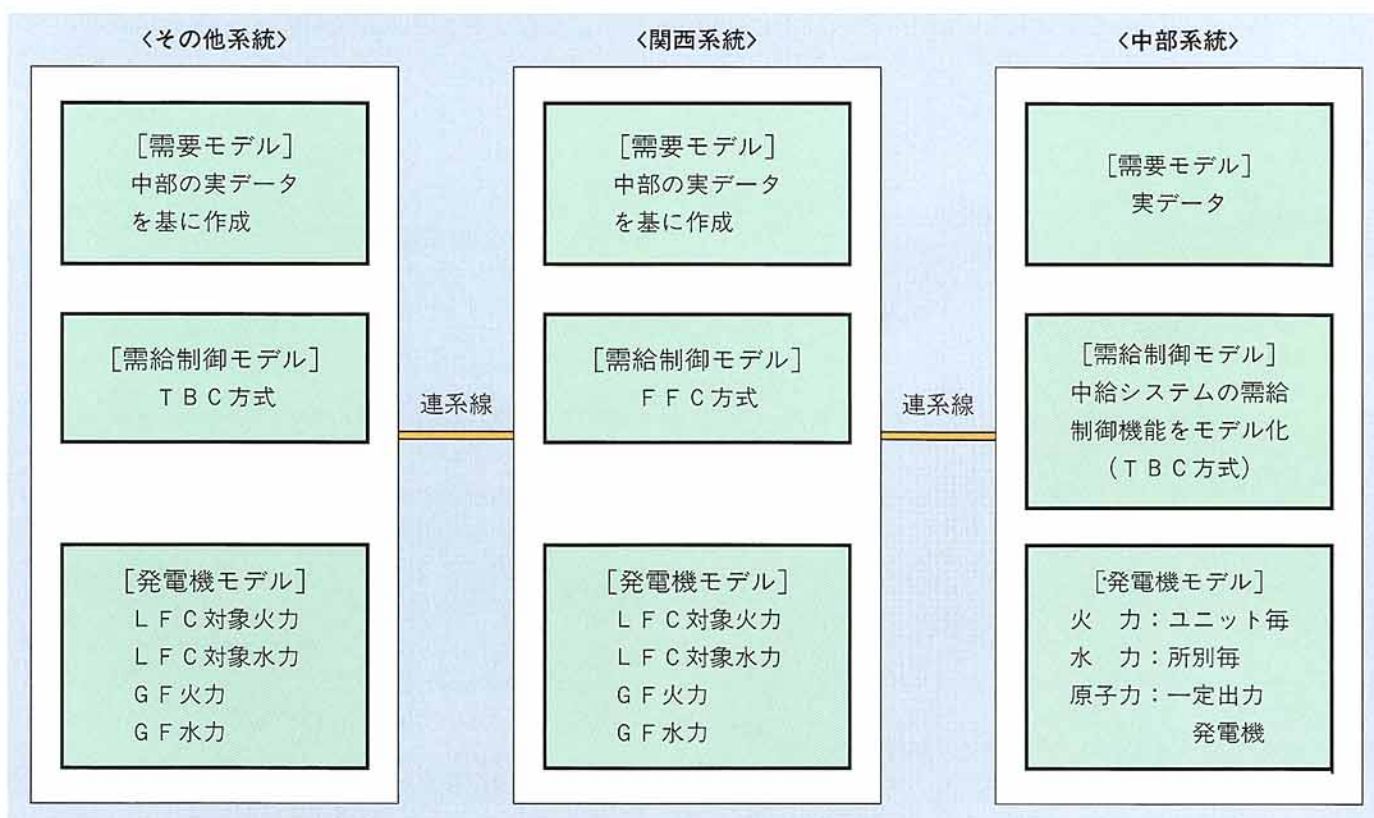 〈その他系統〉
[需要モデル]
中部の実データ
を基に作成
[需給制御モデル]
ＴＢＣ方式
[発電機モデル]
ＬＦＣ対象火力
ＬＦＣ対象水力
ＧＦ火力
ＧＦ水力
連系線
〈関西系統〉
[需要モデル]
中部の実データ
を基に作成
[需給制御モデル]
ＦＦＣ方式
[発電機モデル]
ＬＦＣ対象火力
ＬＦＣ対象水力
ＧＦ火力
ＧＦ水力
連系線
〈中部系統〉
[需要モデル]
実データ
[需給制御モデル]
中給システムの需給
制御機能をモデル化
（ＴＢＣ方式）
[発電機モデル]
火　力：ユニット毎
水　力：所別毎
原子力：一定出力
発電機